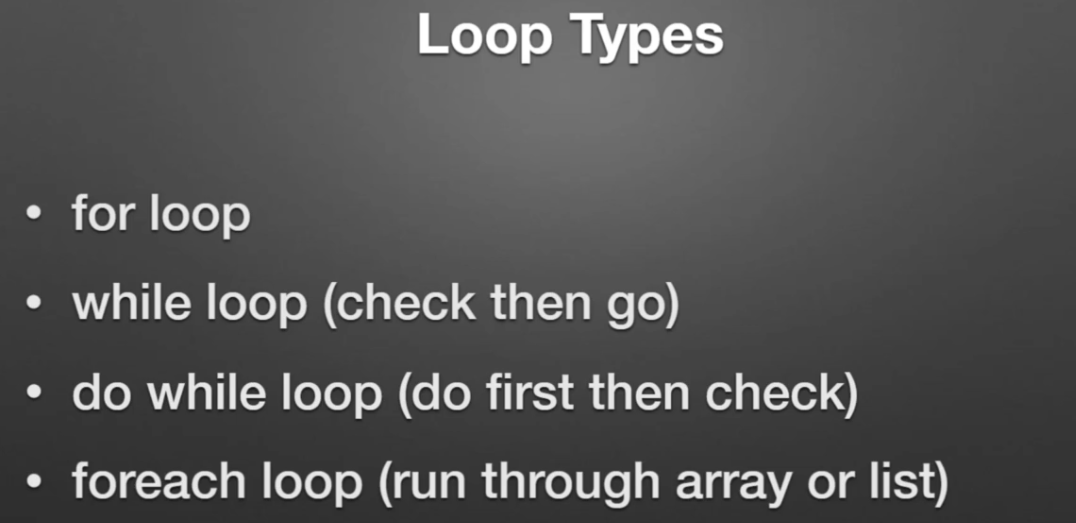 Loop Types
• for loop
• while loop (check then go)
• do while loop (do first then check)
• foreach loop (run through array or list)